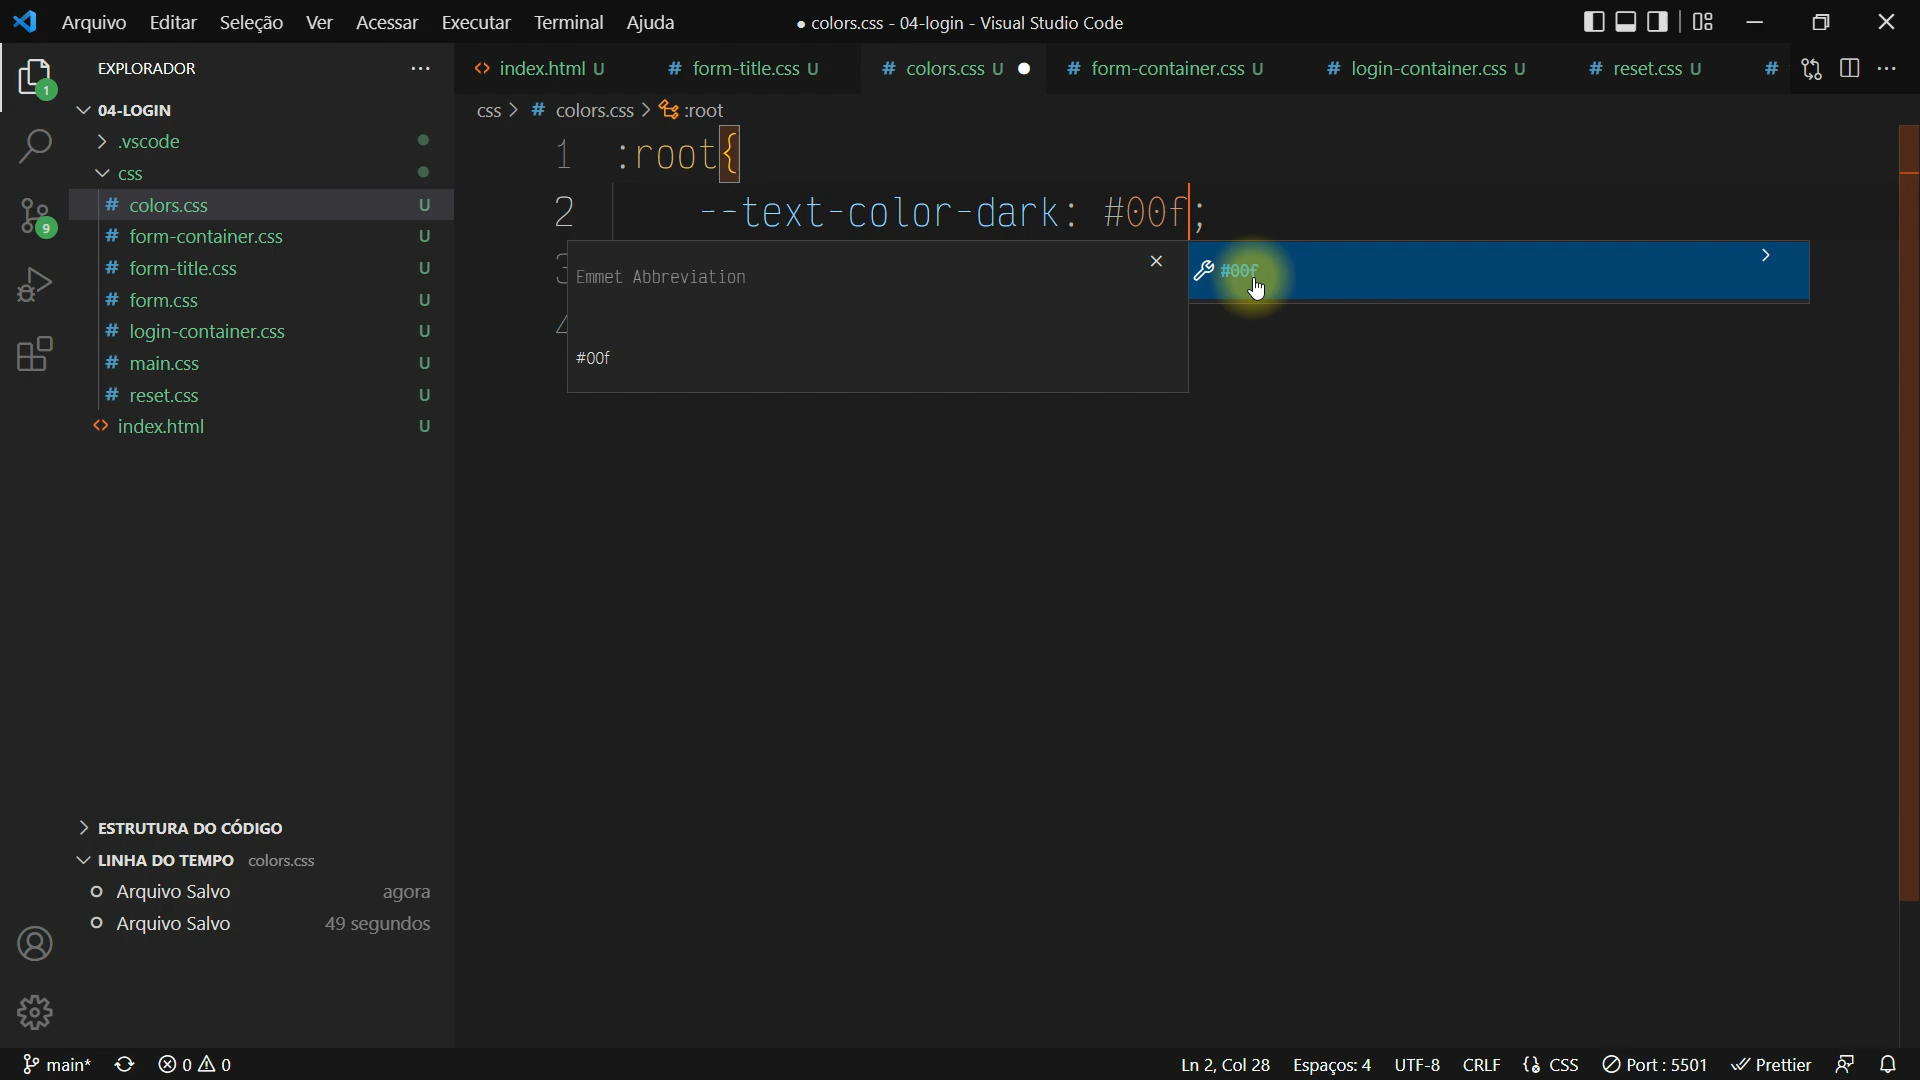 Arquivo Editar Seleção Ver Acessar Executar Terminal Ajuda
● colors.css - 04-login - Visual Studio Code
EXPLORADOR
1
9
04-LOGIN
.vscode
css
# colors.css U
# form-container.css U
# form-title.css U
# form.css U
# login-container.css U
# main.css U
# reset.css U
<> index.html U
ESTRUTURA DO CÓDIGO
LINHA DO TEMPO colors.css
Arquivo Salvo agora
Arquivo Salvo 49 segundos
<> index.html U # form-title.css U # colors.css U ● # form-container.css U # login-container.css U # reset.css U #
css > # colors.css > :root
1 :root{
2 --text-color-dark: #00f;
Emmet Abbreviation
#00f
#00f
main* 0 0 Ln 2, Col 28 Espaços: 4 UTF-8 CRLF {} CSS Port : 5501 Prettier